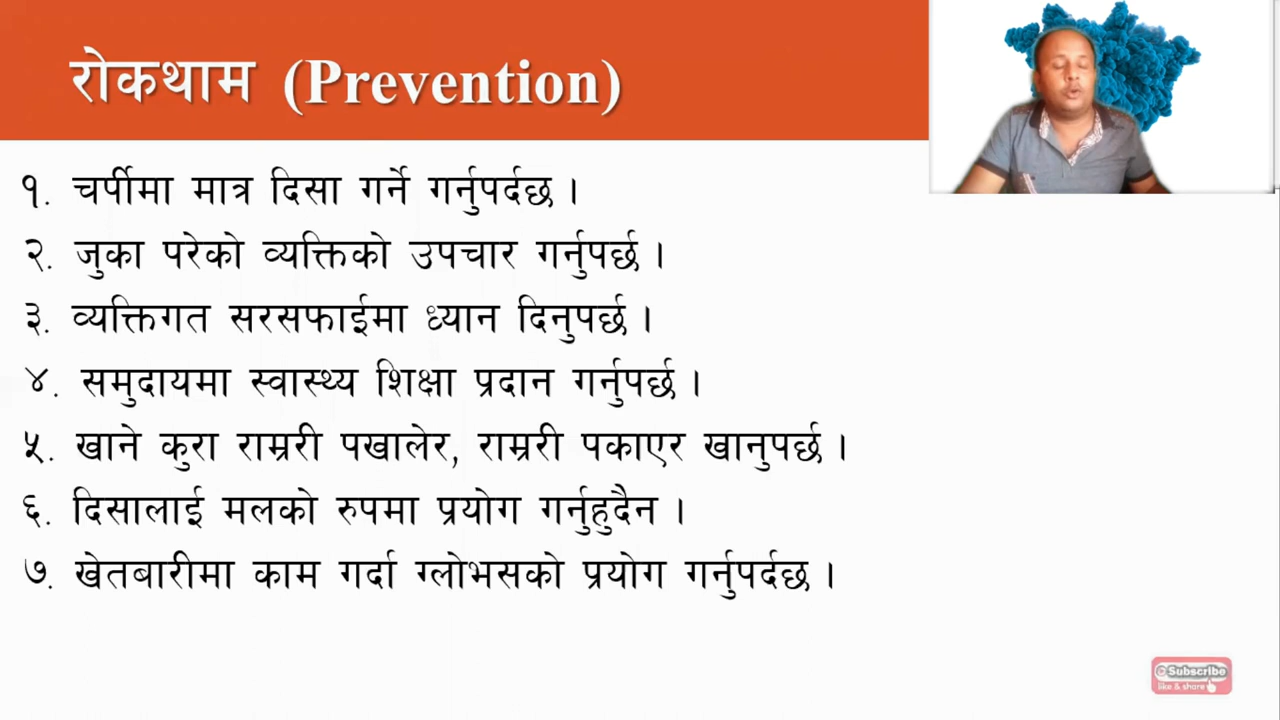 रोकथाम (Prevention)
१. चर्पीमा मात्र दिसा गर्ने गर्नुपर्दछ ।
२. जुका परेको व्यक्तिको उपचार गर्नुपर्छ ।
३. व्यक्तिगत सरसफाईमा ध्यान दिनुपर्छ ।
४. समुदायमा स्वास्थ्य शिक्षा प्रदान गर्नुपर्छ ।
५. खाने कुरा राम्ररी पखालेर, राम्ररी पकाएर खानुपर्छ ।
६. दिसालाई मलको रुपमा प्रयोग गर्नुहुदैन ।
७. खेतबारीमा काम गर्दा ग्लोभसको प्रयोग गर्नुपर्दछ ।
Subscribe
like & share